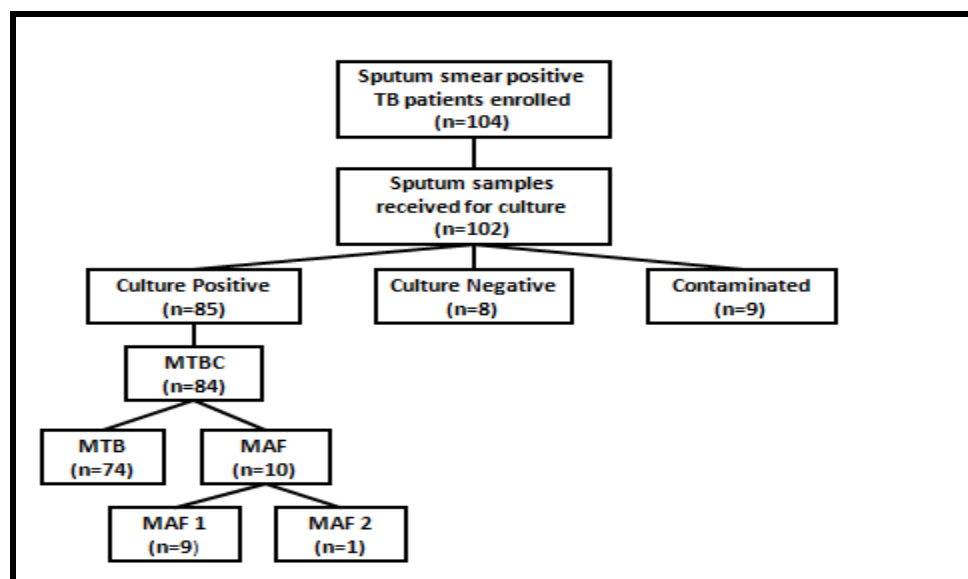 Sputum smear positive
TB patients enrolled
(n=104)
Sputum samples
received for culture
(n=102)
Culture Positive
(n=85)
Culture Negative
(n=8)
Contaminated
(n=9)
MTBC
(n=84)
MTB
(n=74)
MAF
(n=10)
MAF 1
(n=9)
MAF 2
(n=1)